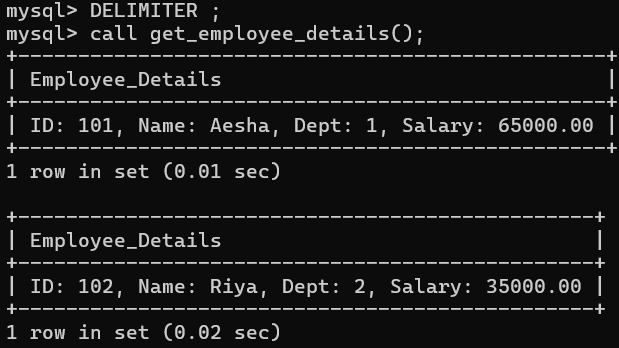 mysql> DELIMITER ;
mysql> call get_employee_details();
+-------------------------------------------------+
| Employee_Details                                |
+-------------------------------------------------+
| ID: 101, Name: Aesha, Dept: 1, Salary: 65000.00 |
+-------------------------------------------------+
1 row in set (0.01 sec)

+------------------------------------------------+
| Employee_Details                               |
+------------------------------------------------+
| ID: 102, Name: Riya, Dept: 2, Salary: 35000.00 |
+------------------------------------------------+
1 row in set (0.02 sec)